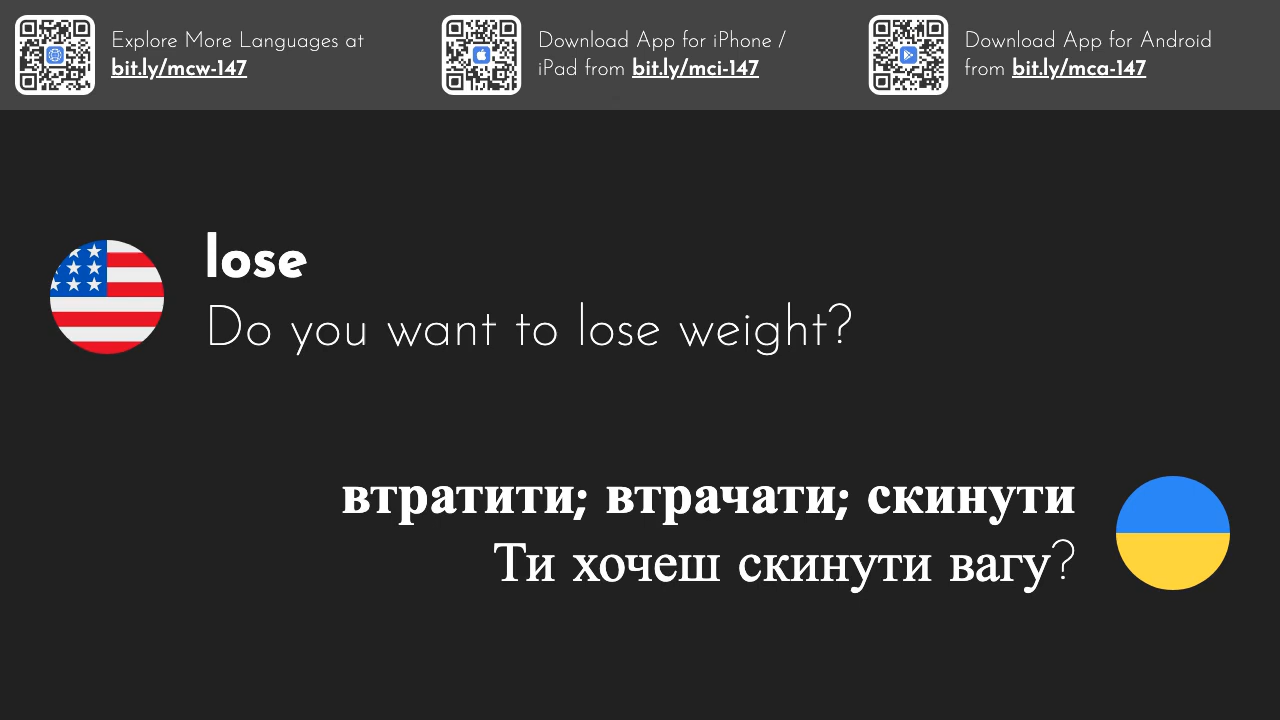 Explore More Languages at
bit.ly/mcw-147
Download App for iPhone /
iPad from bit.ly/mci-147
Download App for Android
from bit.ly/mca-147
lose
Do you want to lose weight?
втратити; втрачати; скинути
Ти хочеш скинути вагу?